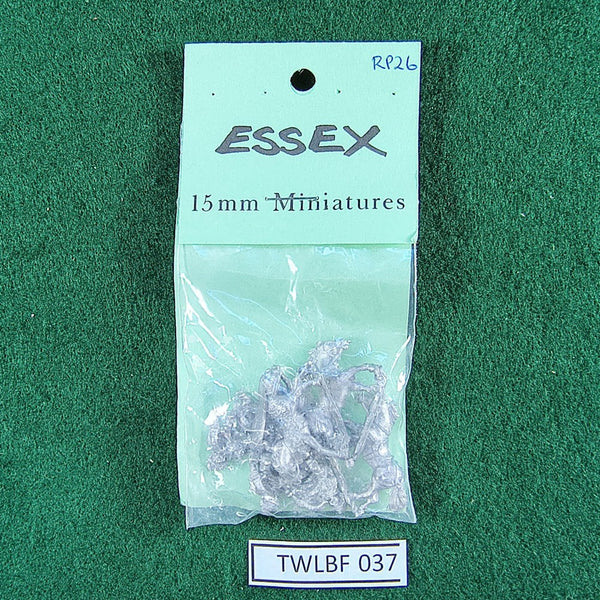 RP26
ESSEX
15mm Miniatures
TWLBF 037